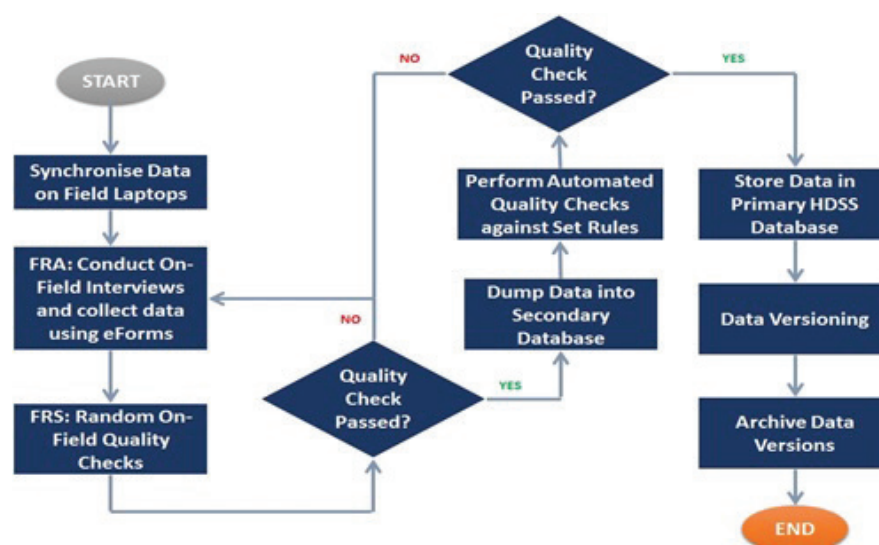 START
Synchronise Data
on Field Laptops
FRA: Conduct On-
Field Interviews
and collect data
using eForms
FRS: Random On-
Field Quality
Checks
Quality
Check
Passed?
NO
YES
Dump Data into
Secondary
Database
Perform Automated
Quality Checks
against Set Rules
Quality
Check
Passed?
NO
YES
Store Data in
Primary HDSS
Database
Data Versioning
Archive Data
Versions
END